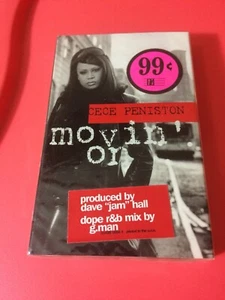 99¢
CECE PENISTON
movin'
on
produced by
dave "jam" hall
dope r&b mix by
g.man